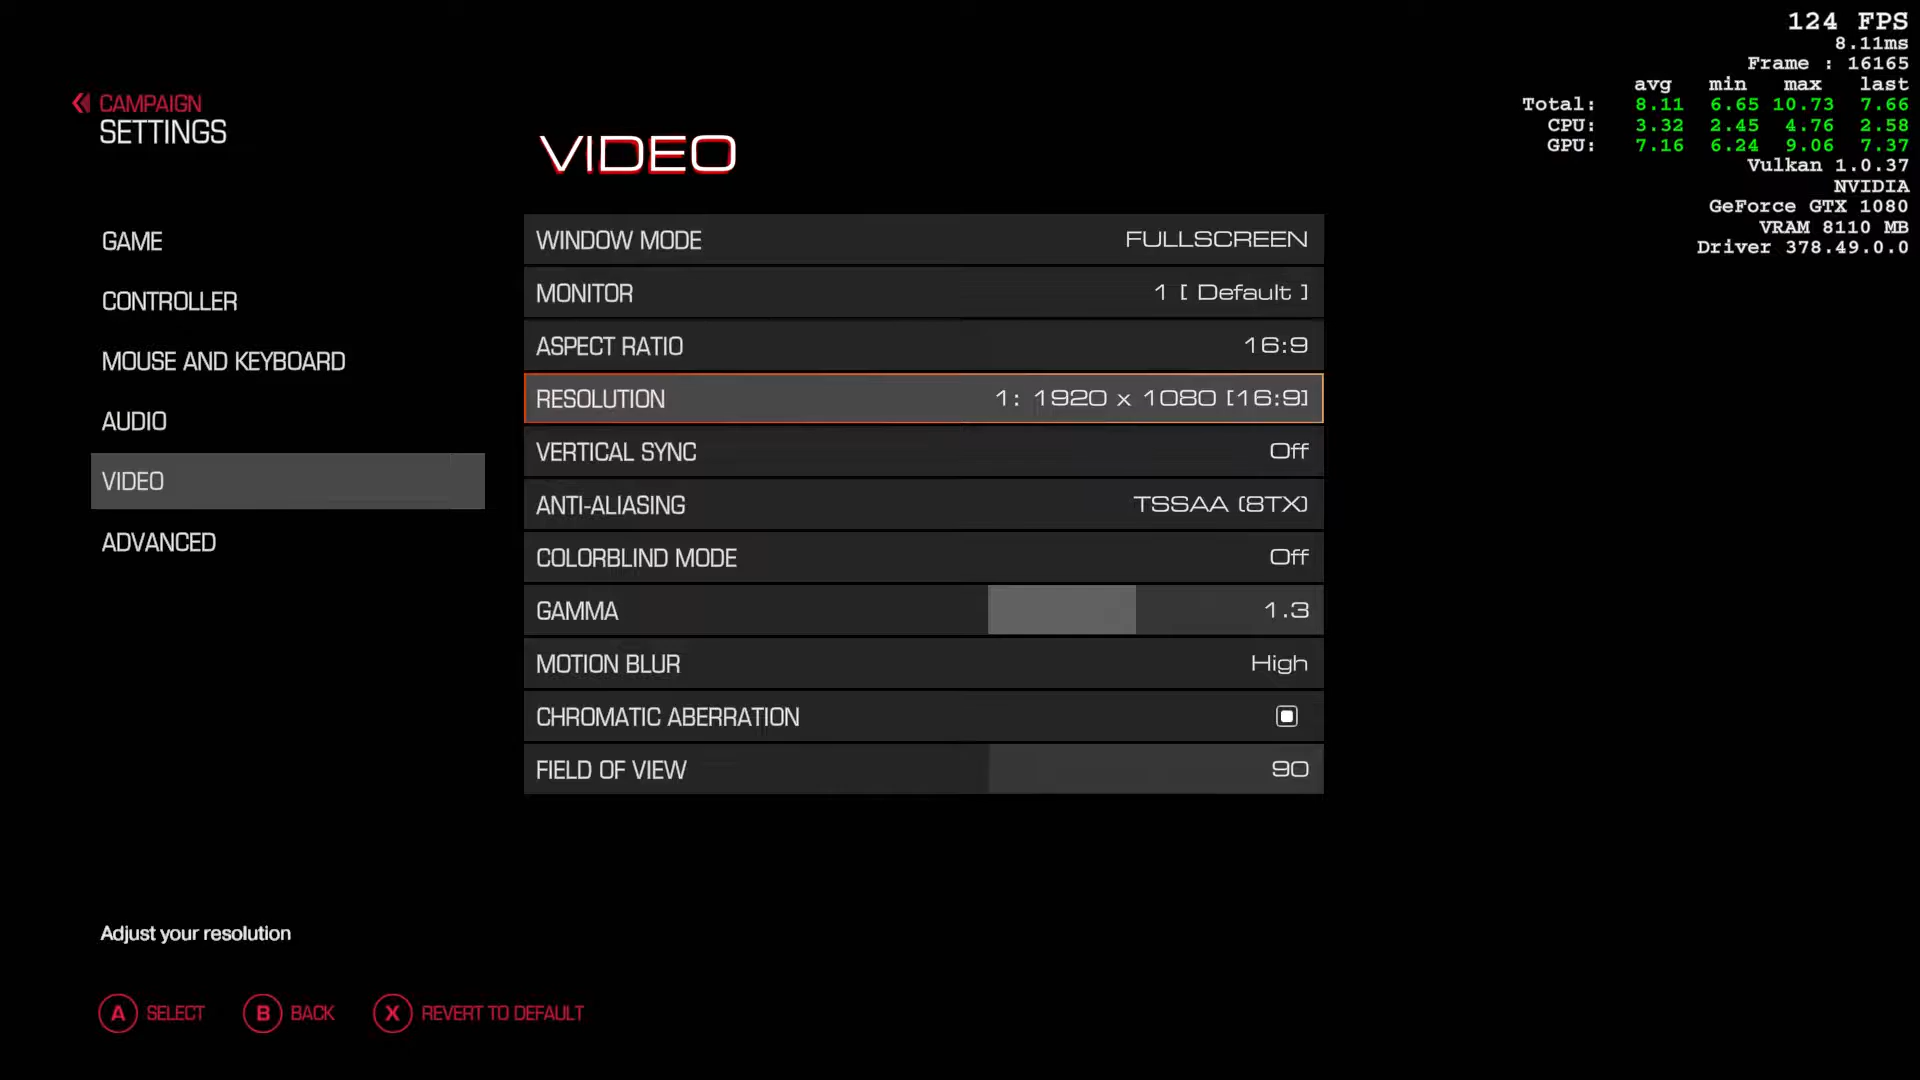 124 FPS
8.11ms
Frame : 16165
avg min max last
Total: 8.11 6.65 10.73 7.66
CPU: 3.32 2.45 4.76 2.58
GPU: 7.16 6.24 9.06 7.37
Vulkan 1.0.37
NVIDIA
GeForce GTX 1080
VRAM 8110 MB
Driver 378.49.0.0
CAMPAIGN
SETTINGS
GAME
CONTROLLER
MOUSE AND KEYBOARD
AUDIO
VIDEO
ADVANCED
VIDEO
WINDOW MODE FULLSCREEN
MONITOR 1 [ Default ]
ASPECT RATIO 16:9
RESOLUTION 1: 1920 x 1080 [16:9]
VERTICAL SYNC Off
ANTI-ALIASING TSSAA (8TX)
COLORBLIND MODE Off
GAMMA 1.3
MOTION BLUR High
CHROMATIC ABERRATION
FIELD OF VIEW 90
Adjust your resolution
A SELECT B BACK X REVERT TO DEFAULT